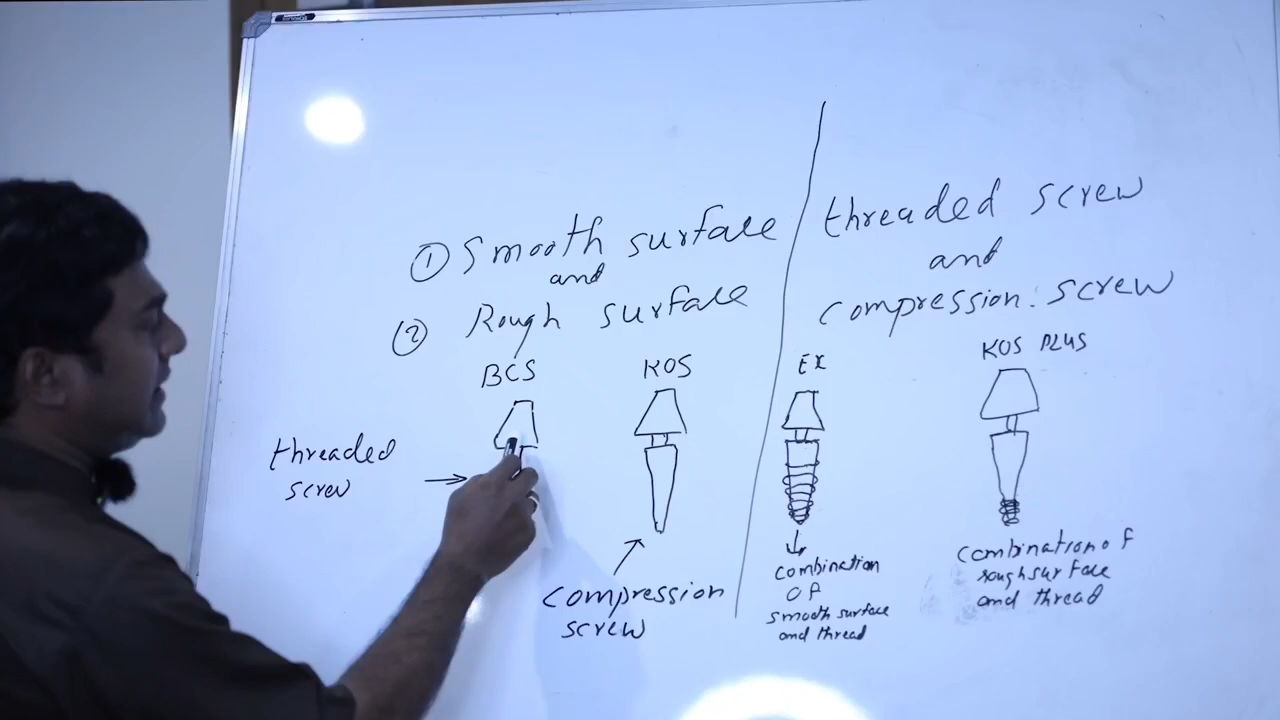 ① Smooth surface
and
② Rough surface
threaded screw
and
compression screw
BCS
KOS
EX
KOS PLUS
threaded
screw
compression
screw
combination
OF
smooth surface
and thread
combination of
rough surface
and thread